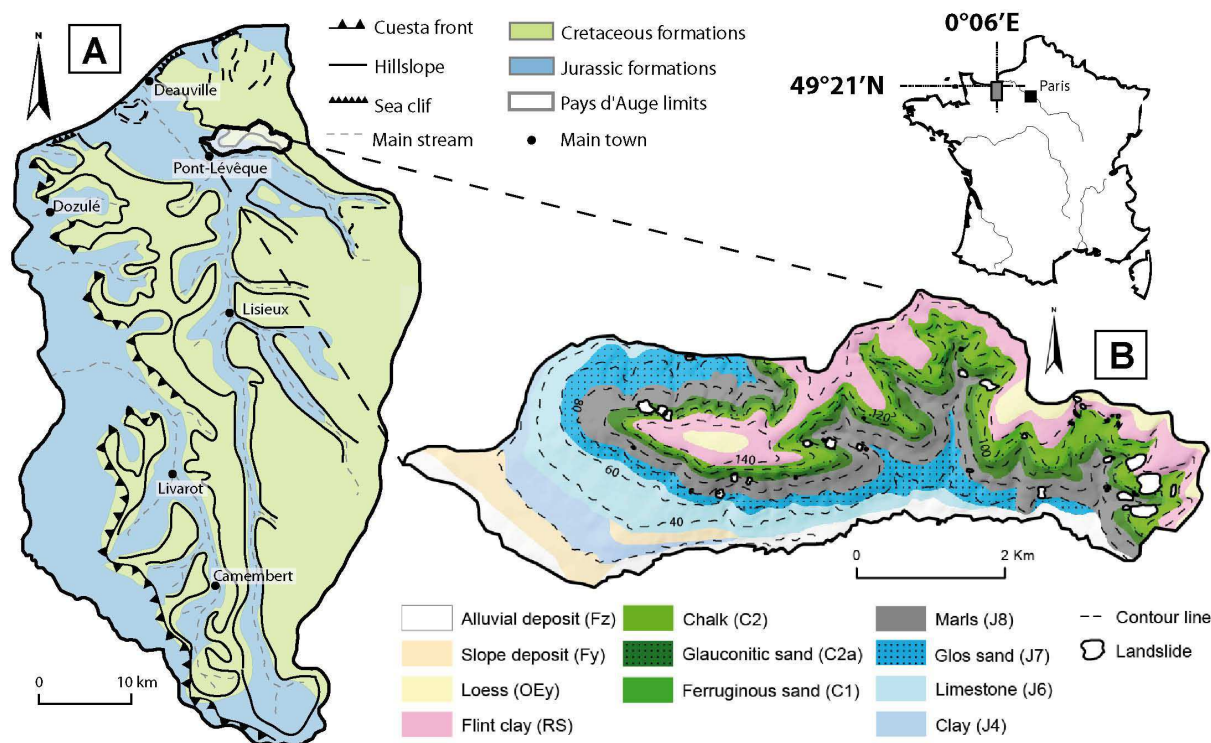 A
N
Cuesta front
Hillslope
Sea clif
Main stream
Cretaceous formations
Jurassic formations
Pays d'Auge limits
Main town
0°06'E
49°21'N
Paris
Deauville
Pont-Lévêque
Dozulé
Lisieux
Livarot
Camembert
0 10 km
N
B
80
60
40
140
120
100
0 2 Km
Alluvial deposit (Fz)
Slope deposit (Fy)
Loess (OEy)
Flint clay (RS)
Chalk (C2)
Glauconitic sand (C2a)
Ferruginous sand (C1)
Marls (J8)
Glos sand (J7)
Limestone (J6)
Clay (J4)
Contour line
Landslide